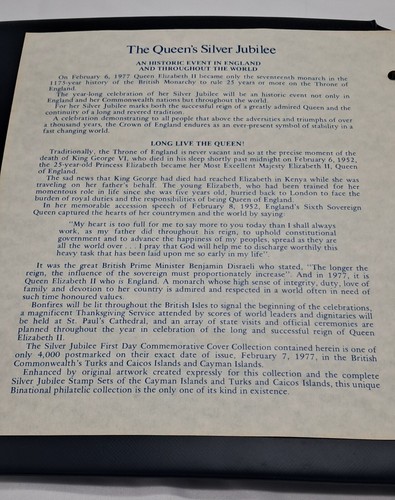 The Queen's Silver Jubilee
AN HISTORIC EVENT IN ENGLAND
AND THROUGHOUT THE WORLD
On February 6, 1977 Queen Elizabeth II became only the seventeenth monarch in the
1175-year history of the British Monarchy to rule 25 years or more on the Throne of
England.
The year-long celebration of her Silver Jubilee will be an historic event not only in
England and her Commonwealth nations but throughout the world.
For her Silver Jubilee marks both the successful reign of a greatly admired Queen and the
continuity of a long and revered tradition.
A celebration demonstrating to all people that above the adversities and triumphs of over
a thousand years, the Crown of England endures as an ever-present symbol of stability in a
fast changing world.
LONG LIVE THE QUEEN!
Traditionally, the Throne of England is never vacant and so at the precise moment of the
death of King George VI, who died in his sleep shortly past midnight on February 6, 1952,
the 25-year-old Princess Elizabeth became her Most Excellent Majesty Elizabeth II, Queen
of England.
The sad news that King George had died had reached Elizabeth in Kenya while she was
traveling on her father's behalf. The young Elizabeth, who had been trained for her
momentous role in life since she was five years old, hurried back to London to face the
burden of royal duties and the responsibilities of being Queen of England.
In her memorable accession speech of February 8, 1952, England's Sixth Sovereign
Queen captured the hearts of her countrymen and the world by saying:
"My heart is too full for me to say more to you today than I shall always
work, as my father did throughout his reign, to uphold constitutional
government and to advance the happiness of my peoples, spread as they are
all the world over . . . I pray that God will help me to discharge worthily this
heavy task that has been laid upon me so early in my life".
It was the great British Prime Minister Benjamin Disraeli who stated, "The longer the
reign, the influence of the sovereign must proportionately increase". And in 1977, it is
Queen Elizabeth II who is England. A monarch whose high sense of integrity, duty, love of
family and devotion to her country is admired and respected in a world often in need of
such time honoured values.
Bonfires will be lit throughout the British Isles to signal the beginning of the celebrations,
a magnificent Thanksgiving Service attended by scores of world leaders and dignitaries will
be held at St. Paul's Cathedral, and an array of state visits and official ceremonies are
planned throughout the year in celebration of the long and successful reign of Queen
Elizabeth II.
The Silver Jubilee First Day Commemorative Cover Collection contained herein is one of
only 4,000 postmarked on their exact date of issue, February 7, 1977, in the British
Commonwealth's Turks and Caicos Islands and Cayman Islands.
Enhanced by original artwork created expressly for this collection and the complete
Silver Jubilee Stamp Sets of the Cayman Islands and Turks and Caicos Islands, this unique
Binational philatelic collection is the only one of its kind in existence.